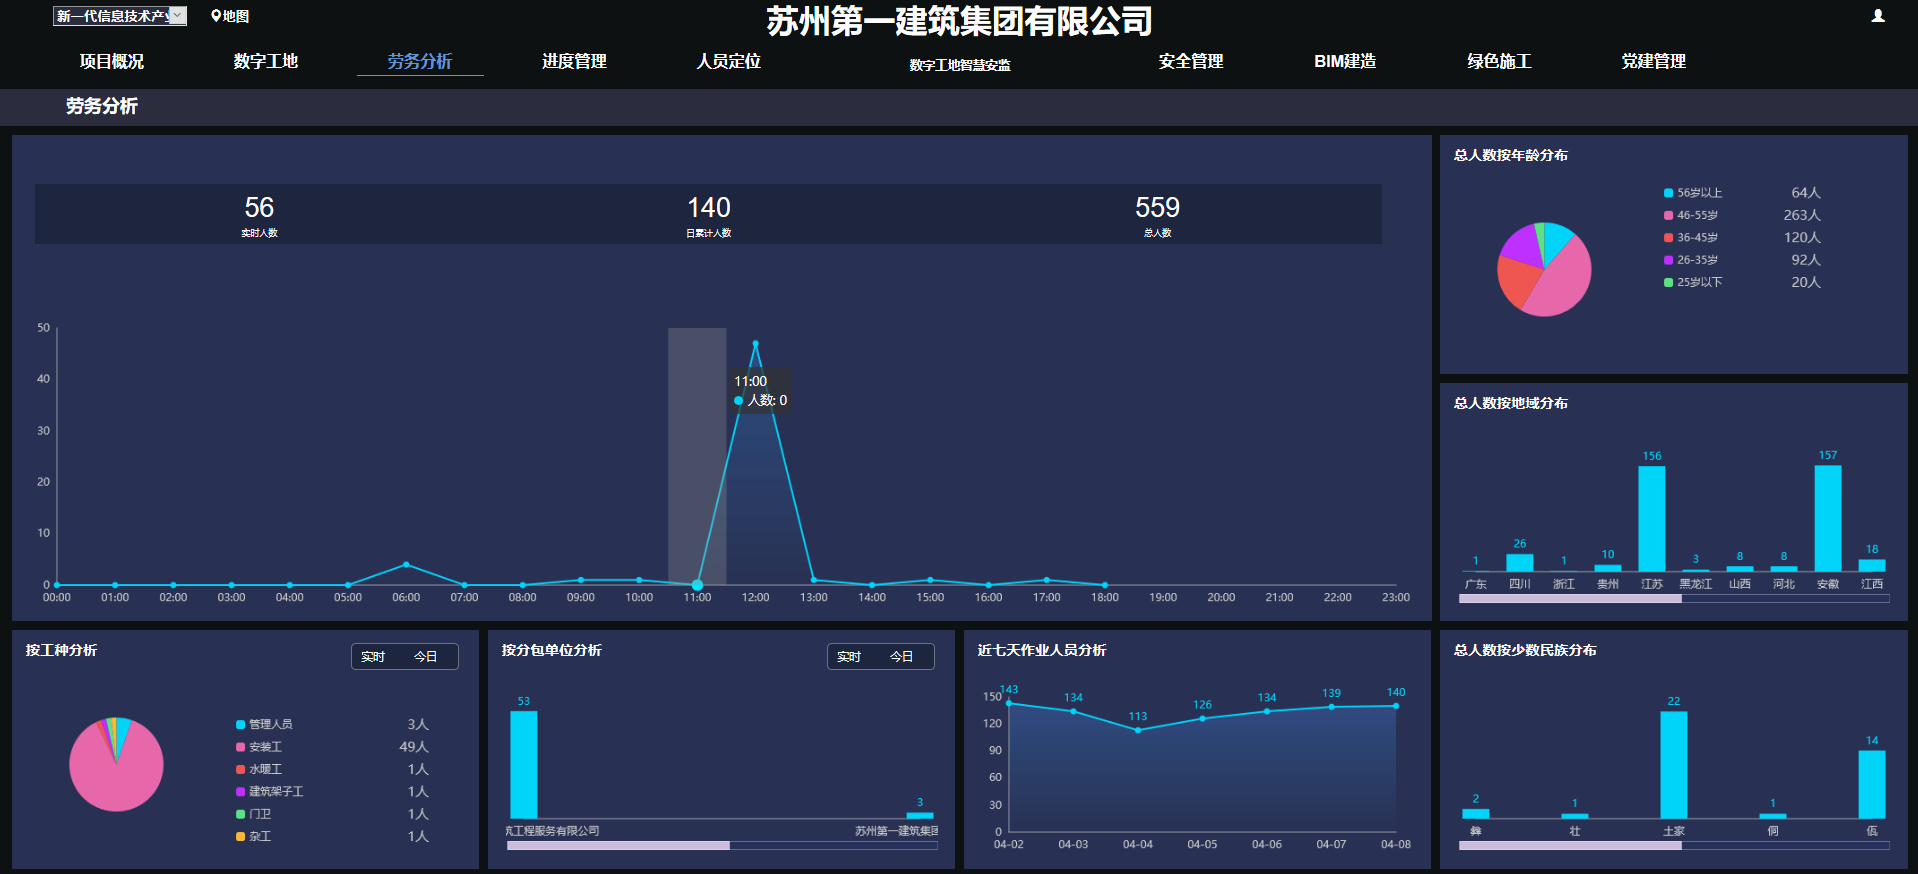 新一代信息技术产业
地图
苏州第一建筑集团有限公司
项目概况
数字工地
劳务分析
进度管理
人员定位
数字工地智慧安监
安全管理
BIM建造
绿色施工
党建管理
劳务分析
56
实时人数
140
日累计人数
559
总人数
50
40
30
20
10
0
11:00
人数: 0
00:00 01:00 02:00 03:00 04:00 05:00 06:00 07:00 08:00 09:00 10:00 11:00 12:00 13:00 14:00 15:00 16:00 17:00 18:00 19:00 20:00 21:00 22:00 23:00
总人数按年龄分布
56岁以上 64人
46-55岁 263人
36-45岁 120人
26-35岁 92人
25岁以下 20人
总人数按地域分布
1 26 1 10 156 3 8 8 157 18
广东 四川 浙江 贵州 江苏 黑龙江 山西 河北 安徽 江西
按工种分析
实时 今日
管理人员 3人
安装工 49人
水暖工 1人
建筑架子工 1人
门卫 1人
杂工 1人
按分包单位分析
实时 今日
53 3
筑工程服务有限公司 苏州第一建筑集团
近七天作业人员分析
150
120
90
60
30
0
143 134 113 126 134 139 140
04-02 04-03 04-04 04-05 04-06 04-07 04-08
总人数按少数民族分布
2 1 22 1 14
彝 壮 土家 侗 佤